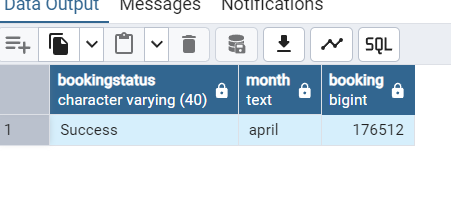 Data Output Messages Notifications
SQL
bookingstatus month booking
character varying (40) text bigint
1 Success april 176512